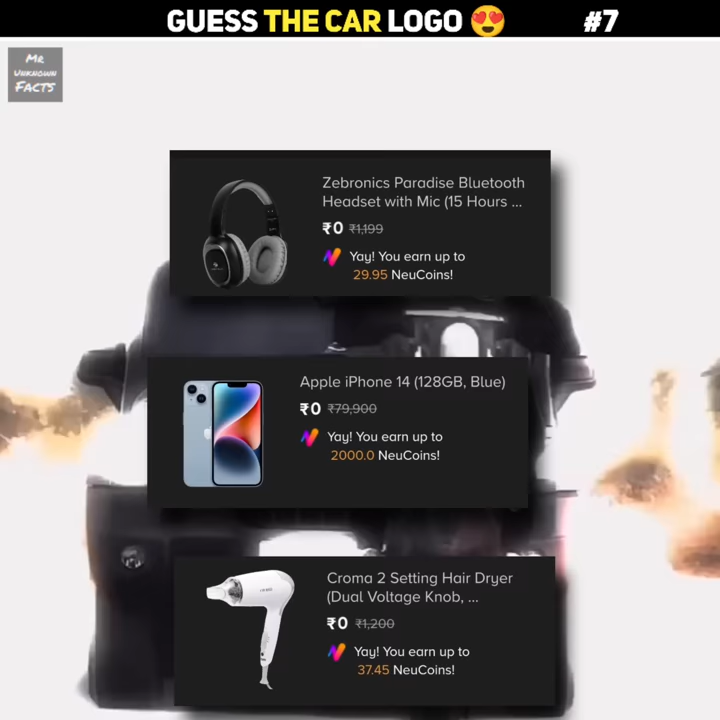 GUESS THE CAR LOGO 😍 #7
MR
UNKNOWN
FACTS
Zebronics Paradise Bluetooth
Headset with Mic (15 Hours ...
₹0 ₹1,199
Yay! You earn up to
29.95 NeuCoins!
Apple iPhone 14 (128GB, Blue)
₹0 ₹79,900
Yay! You earn up to
2000.0 NeuCoins!
Croma 2 Setting Hair Dryer
(Dual Voltage Knob, ...
₹0 ₹1,200
Yay! You earn up to
37.45 NeuCoins!